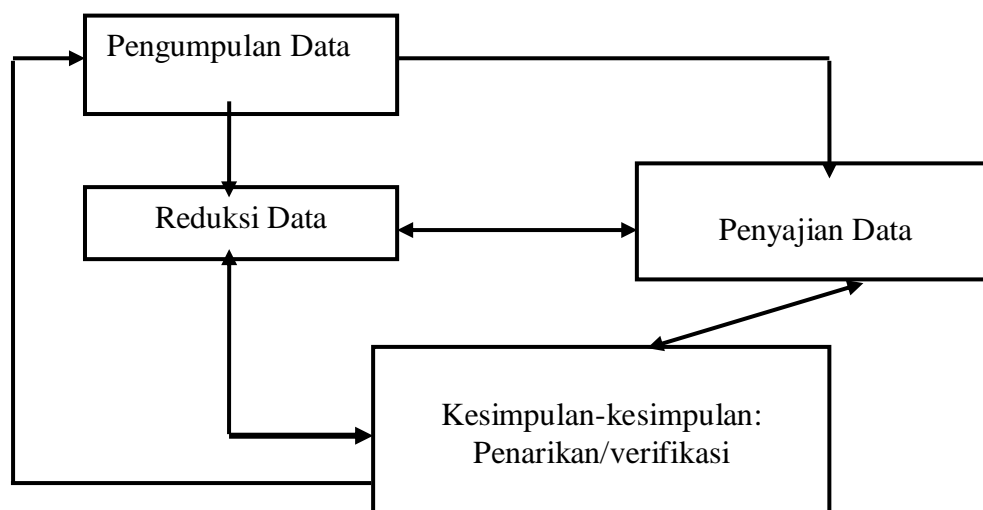 Pengumpulan Data
Reduksi Data
Penyajian Data
Kesimpulan-kesimpulan:
Penarikan/verifikasi